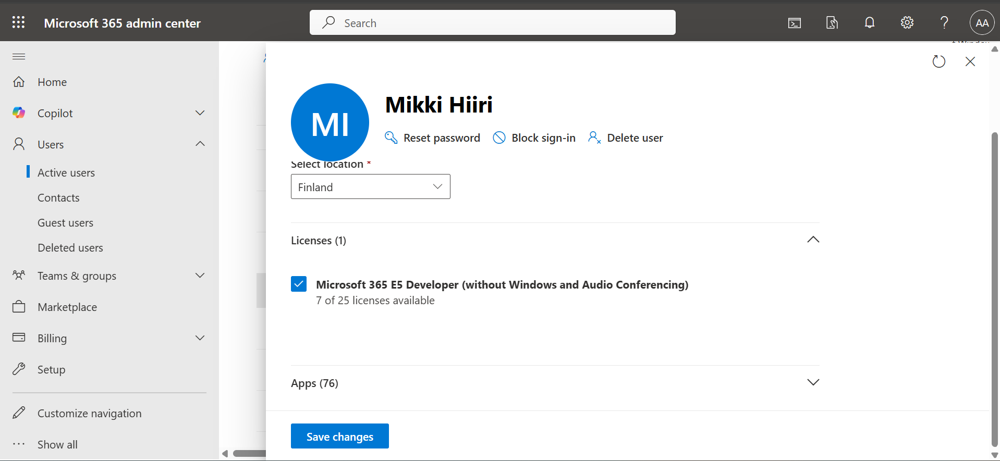 Microsoft 365 admin center
Search
AA
Home
Copilot
Users
Active users
Contacts
Guest users
Deleted users
Teams & groups
Marketplace
Billing
Setup
Customize navigation
Show all
MI
Mikki Hiiri
Reset password
Block sign-in
Delete user
Select location *
Finland
Licenses (1)
Microsoft 365 E5 Developer (without Windows and Audio Conferencing)
7 of 25 licenses available
Apps (76)
Save changes